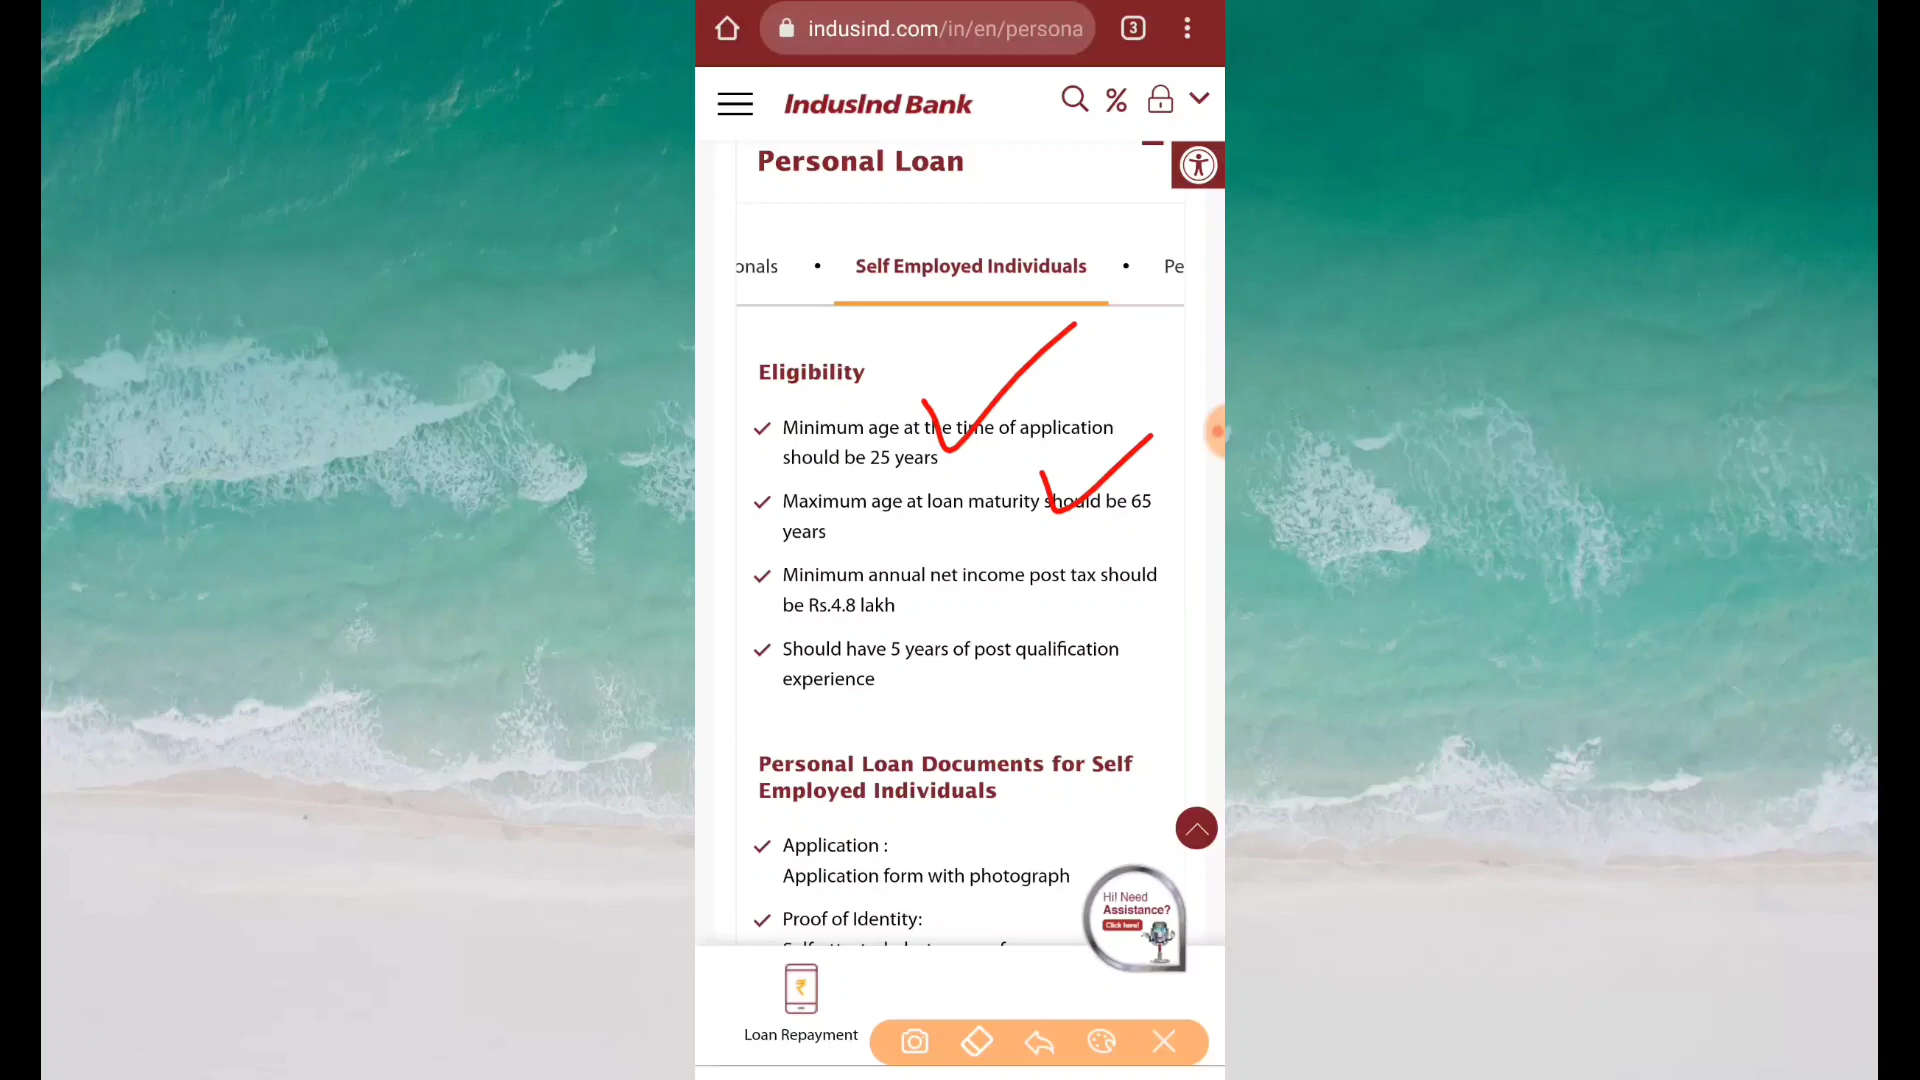 indusind.com/in/en/persona
3
IndusInd Bank
%
Personal Loan
onals • Self Employed Individuals • Pe
Eligibility
Minimum age at the time of application
should be 25 years
Maximum age at loan maturity should be 65
years
Minimum annual net income post tax should
be Rs.4.8 lakh
Should have 5 years of post qualification
experience
Personal Loan Documents for Self
Employed Individuals
Application :
Application form with photograph
Proof of Identity:
Hi! Need
Assistance?
Click here!
₹
Loan Repayment